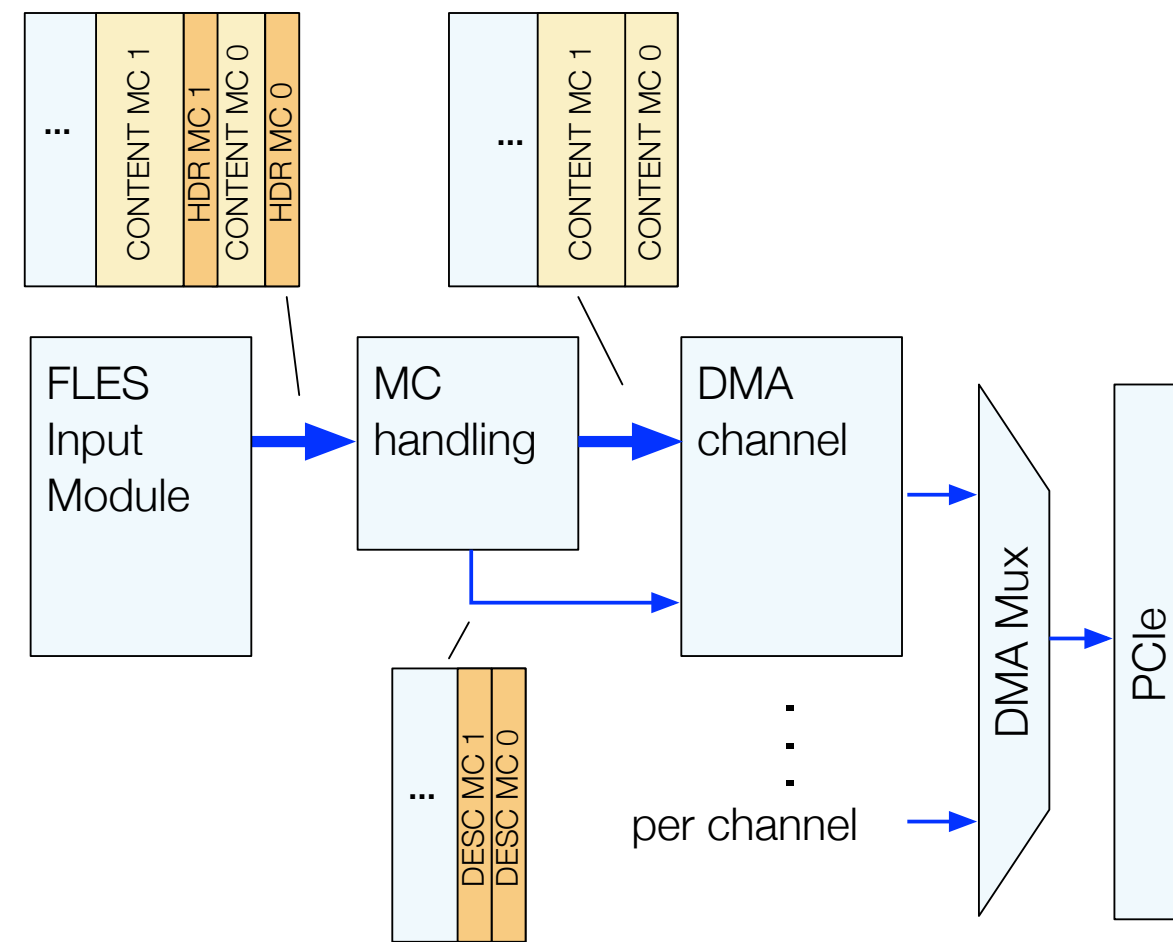 ...
CONTENT MC 1
HDR MC 1
CONTENT MC 0
HDR MC 0
...
CONTENT MC 1
CONTENT MC 0
FLES
Input
Module
MC
handling
DMA
channel
DMA Mux
PCIe
...
DESC MC 1
DESC MC 0
per channel